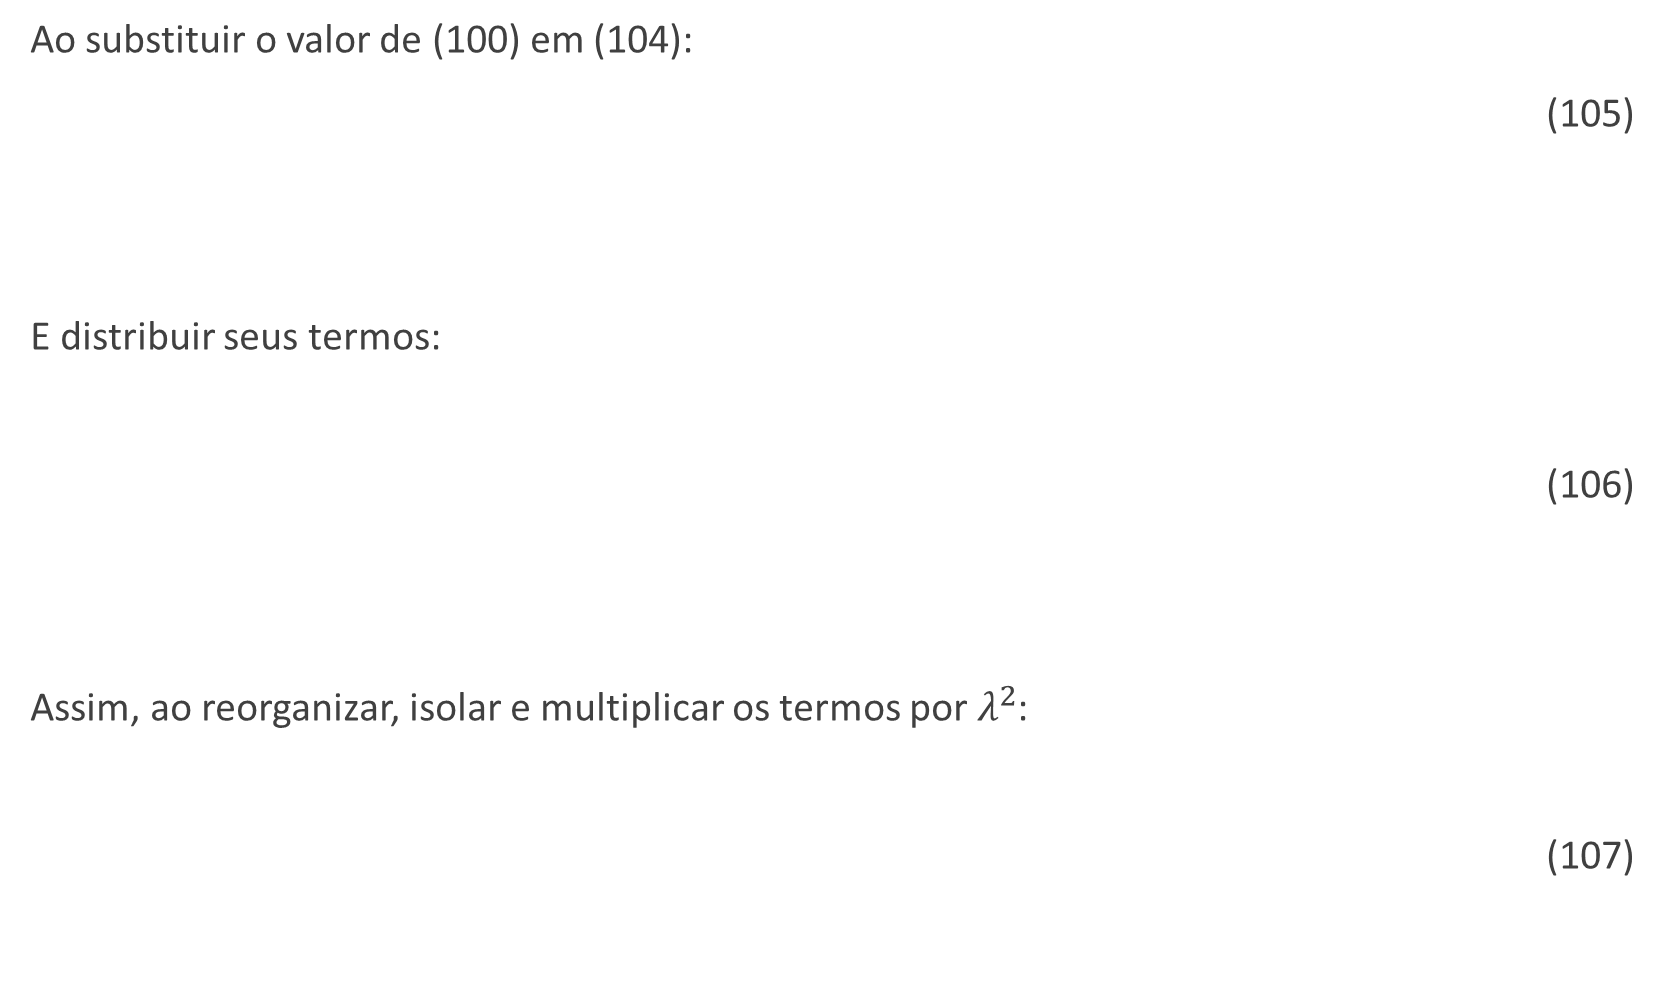 Ao substituir o valor de (100) em (104):
(105)
E distribuir seus termos:
(106)
Assim, ao reorganizar, isolar e multiplicar os termos por 𝜆²:
(107)